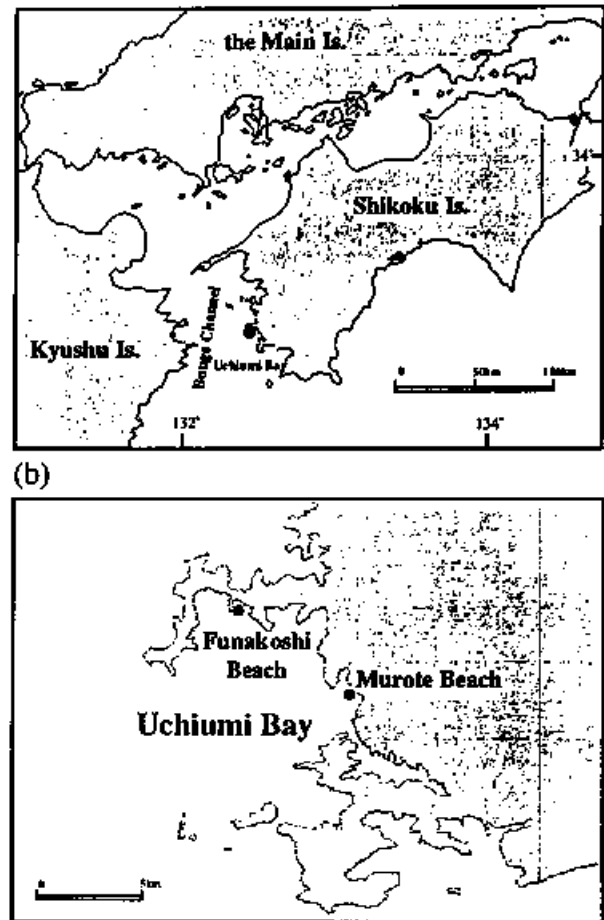 the Main Is.
34°
Shikoku Is.
Bungo Channel
Kyushu Is.
Uchiumi Bay
0 50km 100km
132° 134°
(b)
Funakoshi
Beach
Murote Beach
Uchiumi Bay
0 5km